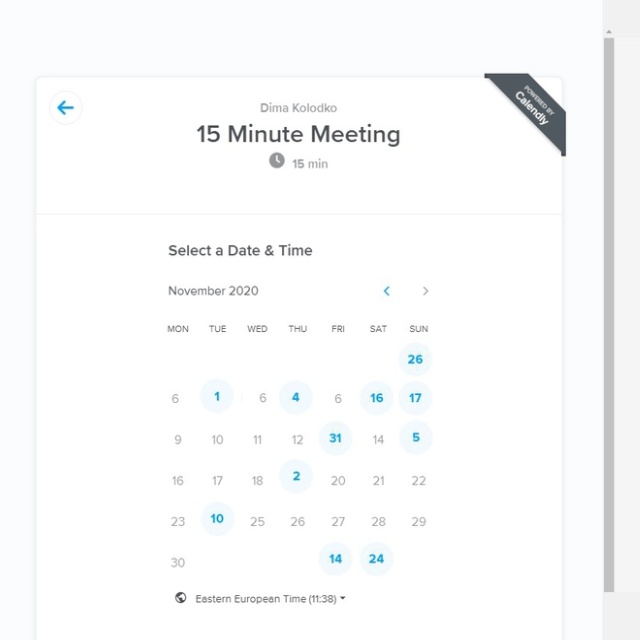 POWERED BY
Calendly
Dima Kolodko
15 Minute Meeting
15 min
Select a Date & Time
November 2020
MON TUE WED THU FRI SAT SUN
26
6 1 6 4 6 16 17
9 10 11 12 31 14 5
16 17 18 2 20 21 22
23 10 25 26 27 28 29
30 14 24
Eastern European Time (11:38)